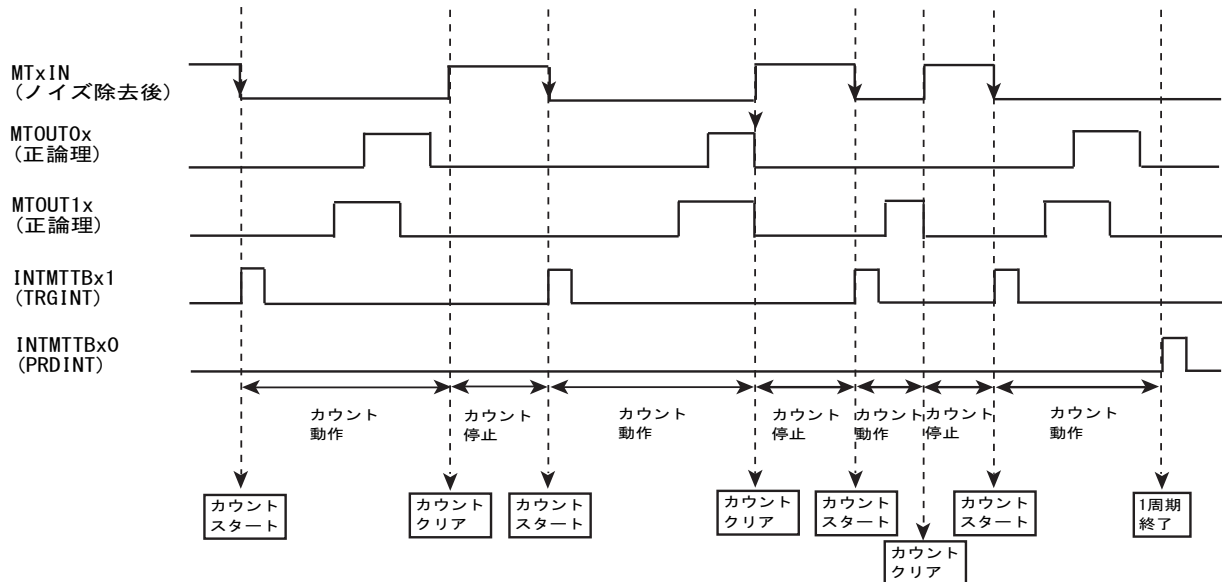 MTxIN
(ノイズ除去後)
MTOUT0x
(正論理)
MTOUT1x
(正論理)
INTMTTBx1
(TRGINT)
INTMTTBx0
(PRDINT)
カウント
動作
カウント
停止
カウント
動作
カウント
停止
カウント
動作
カウント
停止
カウント
動作
カウント
スタート
カウント
クリア
カウント
スタート
カウント
クリア
カウント
スタート
カウント
クリア
カウント
スタート
1周期
終了